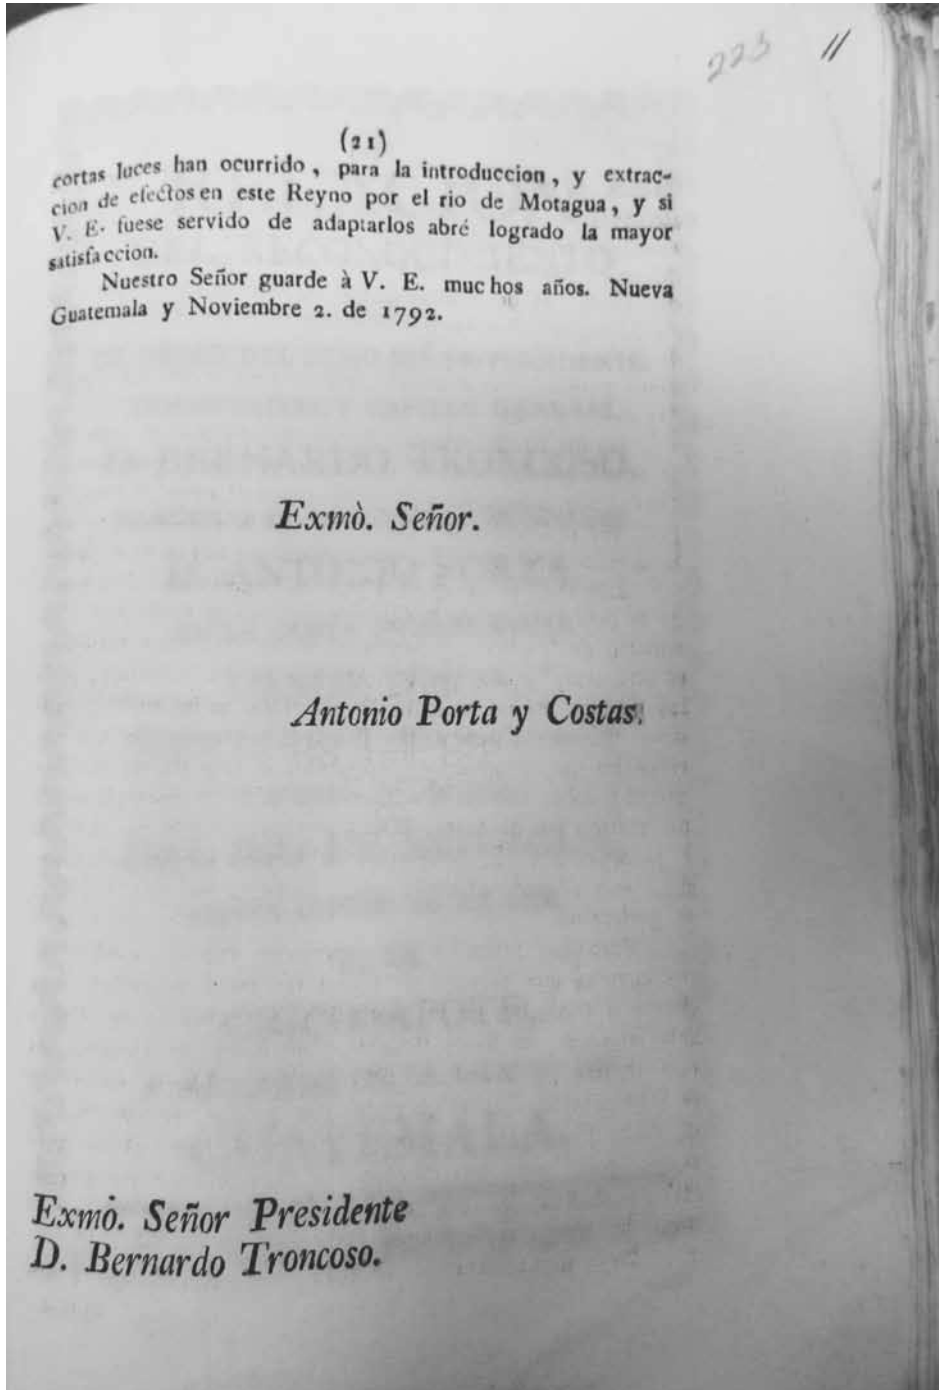 223 11
(21)
cortas luces han ocurrido, para la introduccion, y extrac-
cion de efectos en este Reyno por el rio de Motagua, y si
V. E. fuese servido de adaptarlos abré logrado la mayor
satisfaccion.
Nuestro Señor guarde à V. E. muchos años. Nueva
Guatemala y Noviembre 2. de 1792.
Exmò. Señor.
Antonio Porta y Costas.
Exmò. Señor Presidente
D. Bernardo Troncoso.